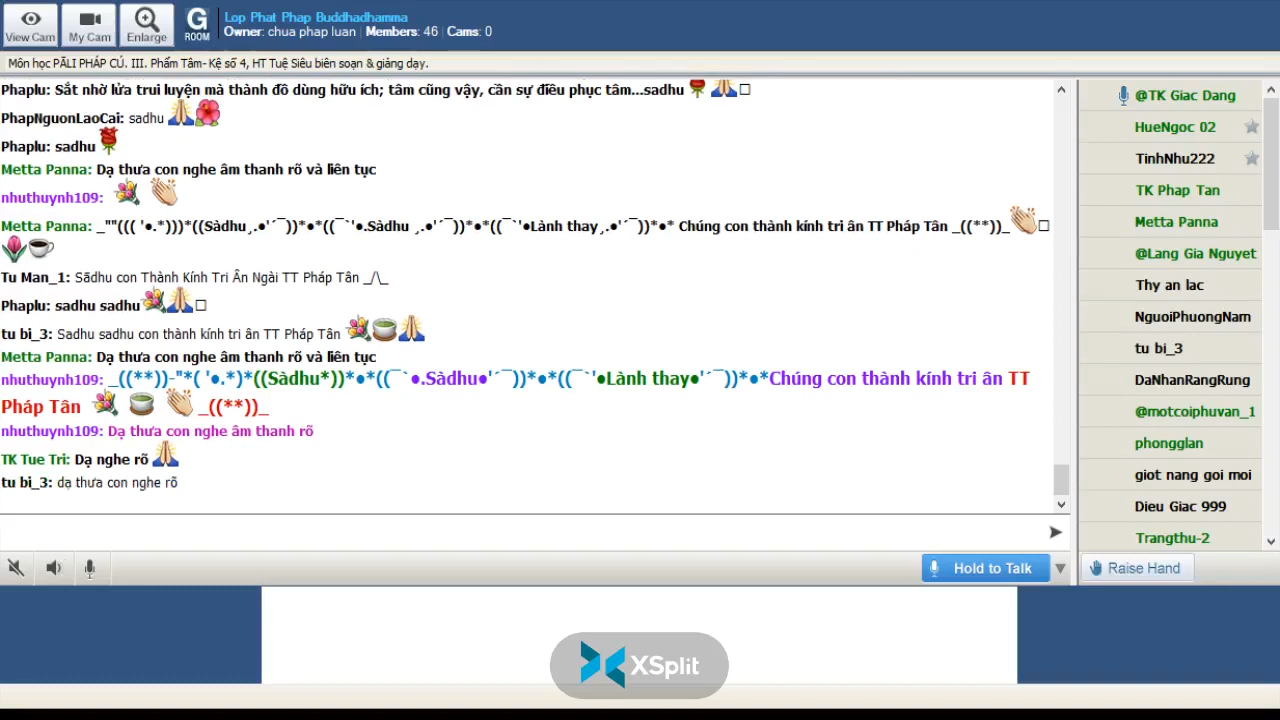 Lop Phat Phap Buddhadhamma
Owner: chua phap luan | Members: 46 | Cams: 0
View Cam
My Cam
Enlarge
G
ROOM
Môn học PĀLI PHÁP CÚ. III. Phẩm Tâm- Kệ số 4, HT Tuệ Siêu biên soạn & giảng dạy.
Phaplu: Sắt nhờ lửa trui luyện mà thành đồ dùng hữu ích; tâm cũng vậy, cần sự điều phục tâm...sadhu
PhapNguonLaoCai: sadhu
Phaplu: sadhu
Metta Panna: Dạ thưa con nghe âm thanh rõ và liên tục
nhuthuynh109:
Metta Panna: _""((( '•.*)))*((Sàdhu¸.•'´¯))*•*((¯`'•.Sàdhu ¸.•'´¯))*•*((¯`'•Lành thay¸.•'´¯))*•* Chúng con thành kính tri ân TT Pháp Tân _((**))_
Tu Man_1: Sādhu con Thành Kính Tri Ân Ngài TT Pháp Tân _/\_
Phaplu: sadhu sadhu
tu bi_3: Sadhu sadhu con thành kính tri ân TT Pháp Tân
Metta Panna: Dạ thưa con nghe âm thanh rõ và liên tục
nhuthuynh109: _((**))-"*( '•.*)*((Sàdhu*))*•*((¯`•.Sàdhu•'´¯))*•*((¯`'•Lành thay•'´¯))*•*Chúng con thành kính tri ân TT
Pháp Tân _((**))_
nhuthuynh109: Dạ thưa con nghe âm thanh rõ
TK Tue Tri: Dạ nghe rõ
tu bi_3: dạ thưa con nghe rõ
@TK Giac Dang
HueNgoc 02
TinhNhu222
TK Phap Tan
Metta Panna
@Lang Gia Nguyet
Thy an lac
NguoiPhuongNam
tu bi_3
DaNhanRangRung
@motcoiphuvan_1
phongglan
giot nang goi moi
Dieu Giac 999
Trangthu-2
Hold to Talk
Raise Hand
XSplit